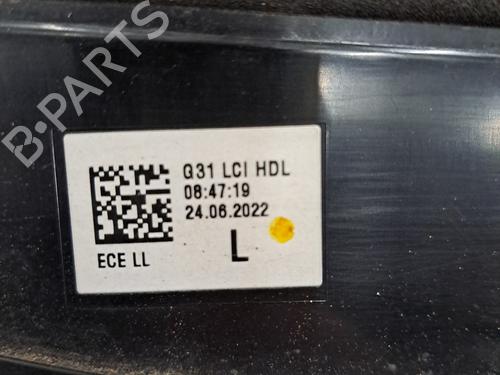 B-PARTS
G31 LCI HDL
08:47:19
24.06.2022
ECE LL
L